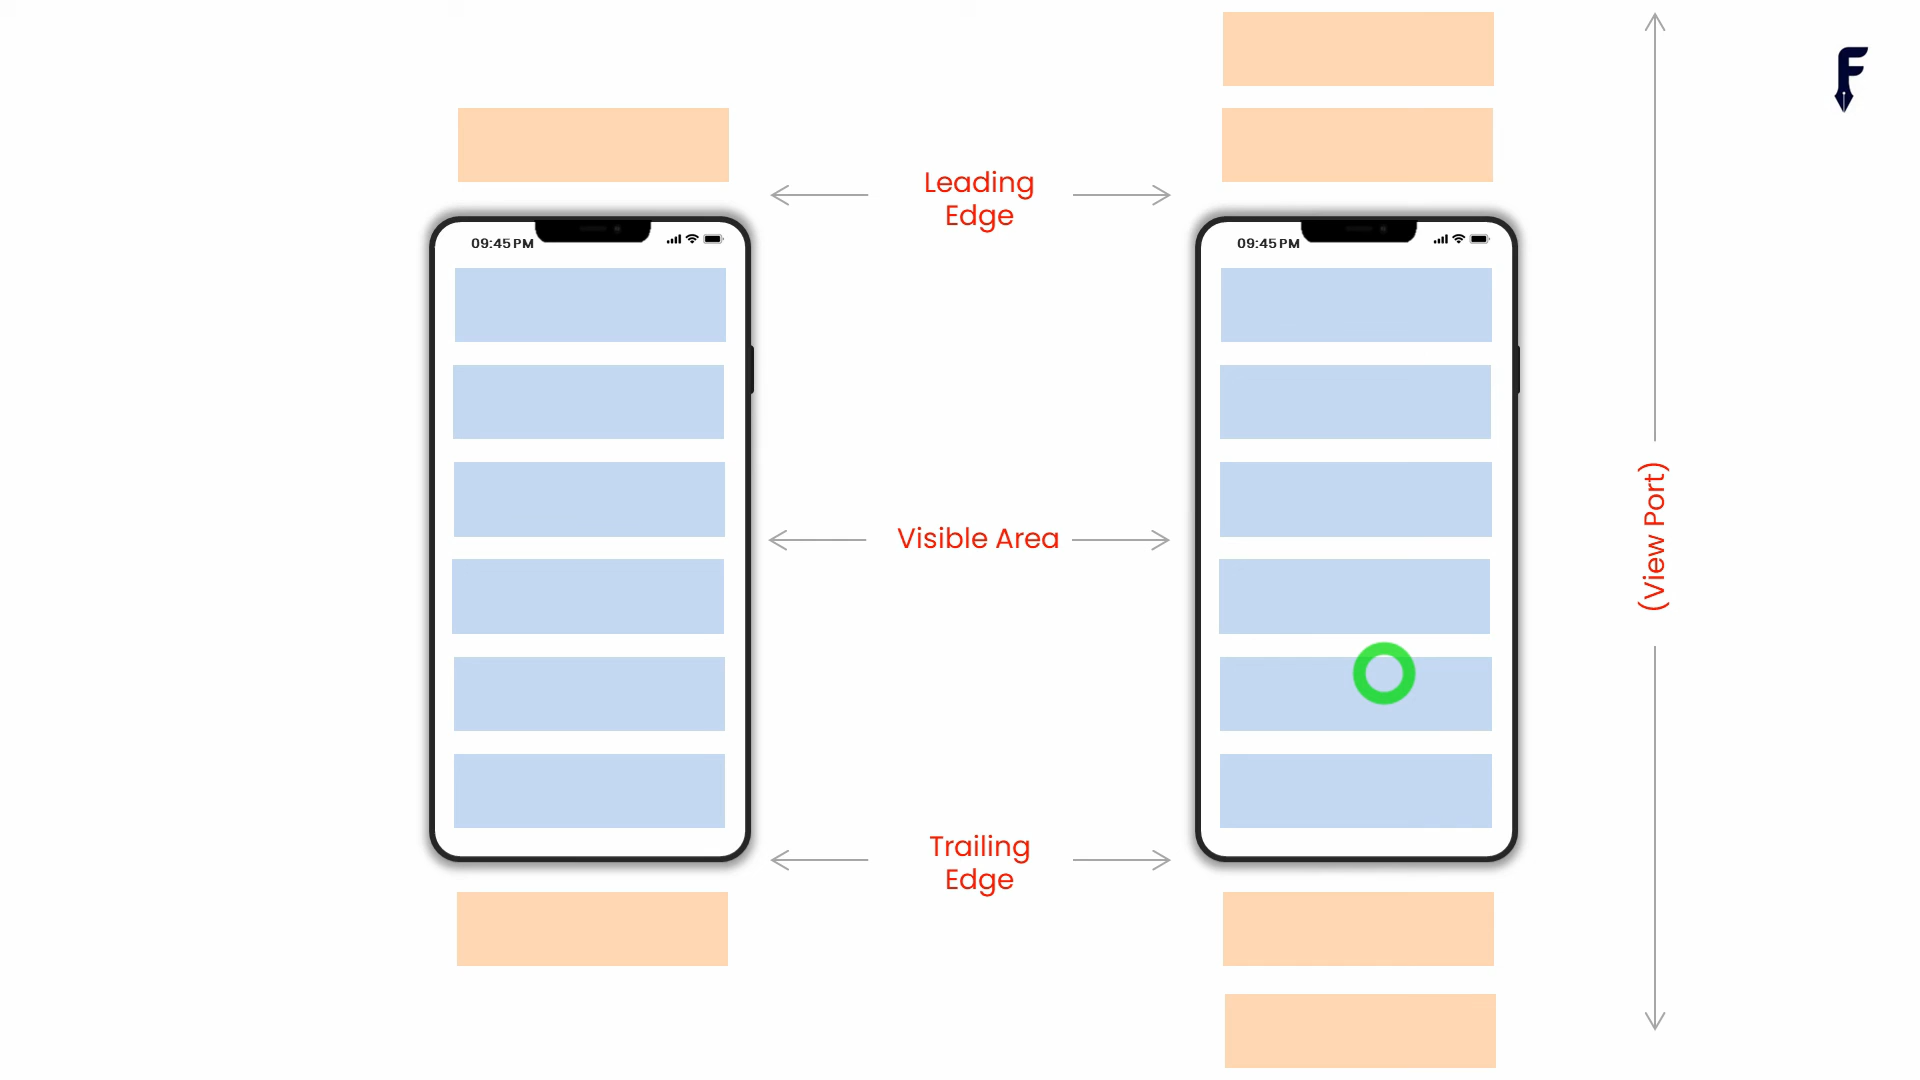 Leading
Edge
09:45 PM
09:45 PM
Visible Area
(View Port)
Trailing
Edge